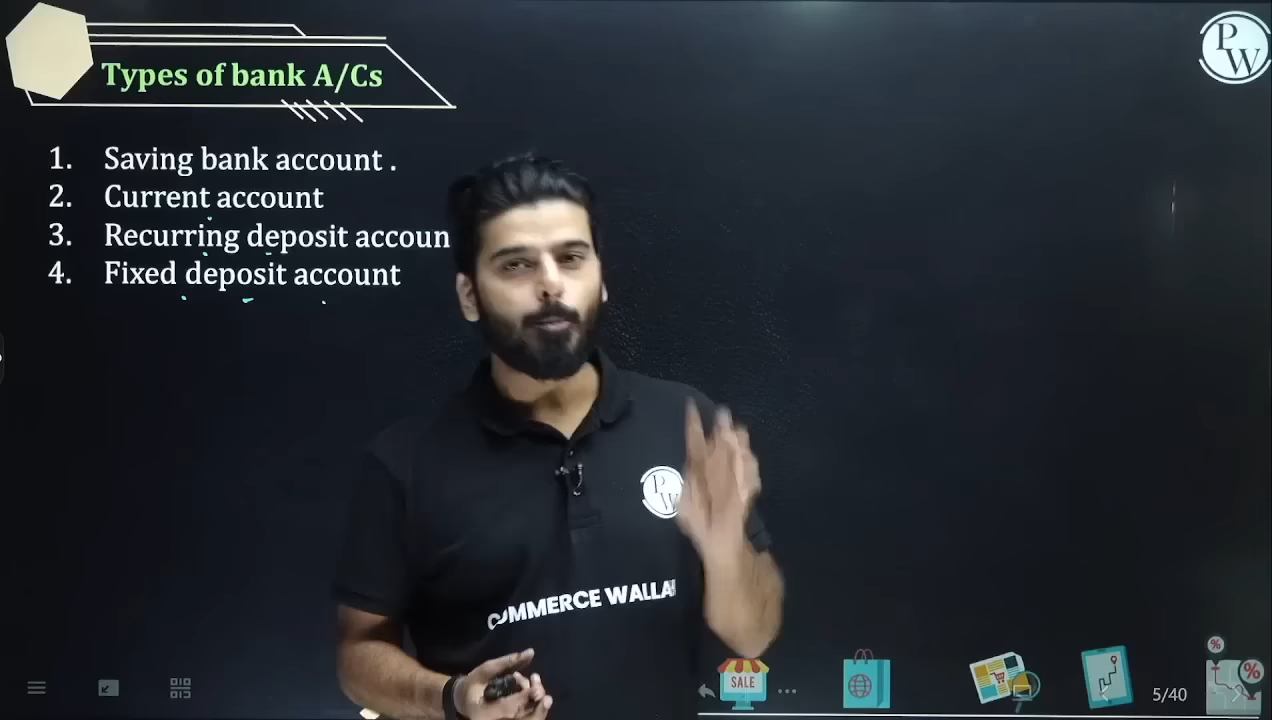 Types of bank A/Cs
P
W
1. Saving bank account .
2. Current account
3. Recurring deposit accoun
4. Fixed deposit account
P
W
COMMERCE WALLAH
SALE
%
%
5/40